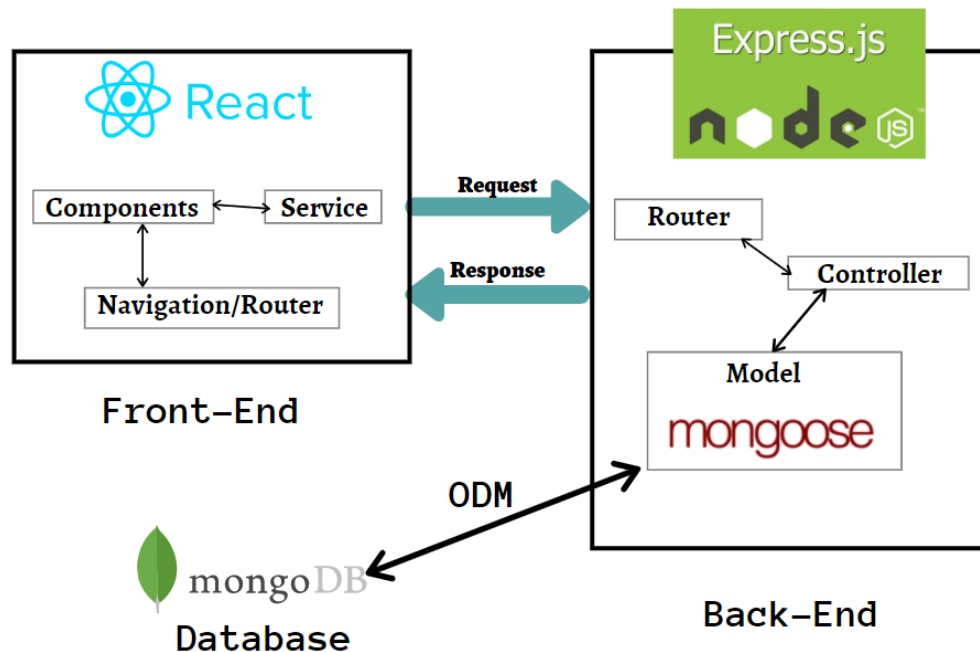 React
Components
Service
Navigation/Router
Front-End
Request
Response
Express.js
node
JS
™
Router
Controller
Model
mongoose
Back-End
ODM
mongoDB
Database